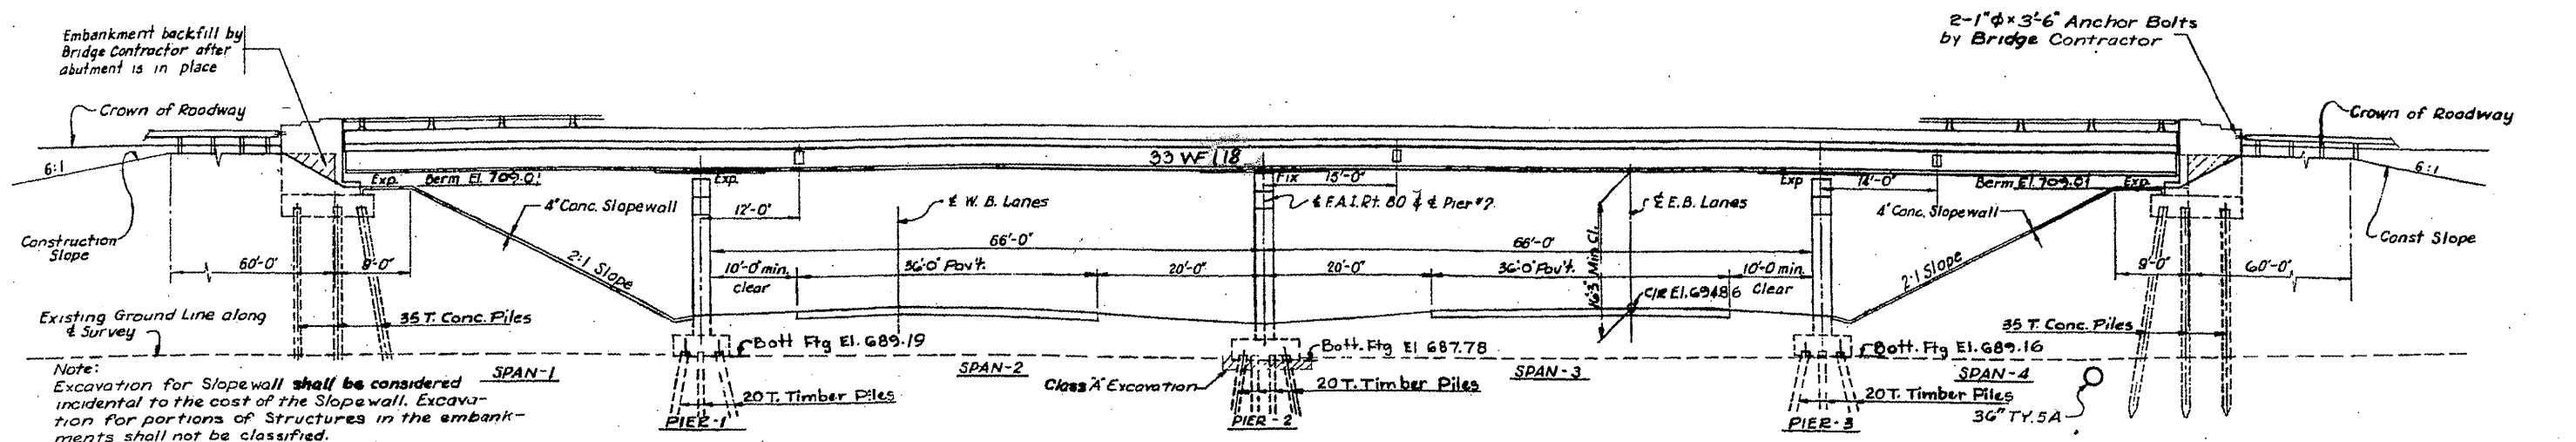 Embankment backfill by
Bridge Contractor after
abutment is in place
2-1"ϕ×3'-6" Anchor Bolts
by Bridge Contractor
Crown of Roadway
Crown of Roadway
6:1
6:1
33 WF 118
Exp.
Berm El. 709.01
Exp.
Fix
15'-0"
Exp
14'-0"
Berm El. 709.01
Exp.
12'-0"
4" Conc. Slopewall
℄ W. B. Lanes
℄ F.A.I. Rt. 80 & ℄ Pier #2.
℄ E.B. Lanes
4" Conc. Slopewall
Construction
Slope
Const Slope
66'-0"
66'-0"
16'3" Min Cl.
60'-0"
8'-0"
2:1 Slope
10'-0" min.
clear
36'-0" Pav't.
20'-0"
20'-0"
36'-0" Pav't.
10'-0 min.
Clear
2:1 Slope
8'-0"
60'-0"
C/R El. 694.86
Existing Ground Line along
℄ Survey
35 T. Conc. Piles
35 T. Conc. Piles
Bott Ftg El. 689.19
Bott. Ftg El 687.78
Bott. Ftg El. 689.16
SPAN-1
SPAN-2
SPAN-3
SPAN-4
Note:
Excavation for Slopewall shall be considered
incidental to the cost of the Slopewall. Excava-
tion for portions of Structures in the embank-
ments shall not be classified.
Class "A" Excavation
20 T. Timber Piles
20 T. Timber Piles
20 T. Timber Piles
36" TY. 5A
PIER-1
PIER-2
PIER-3